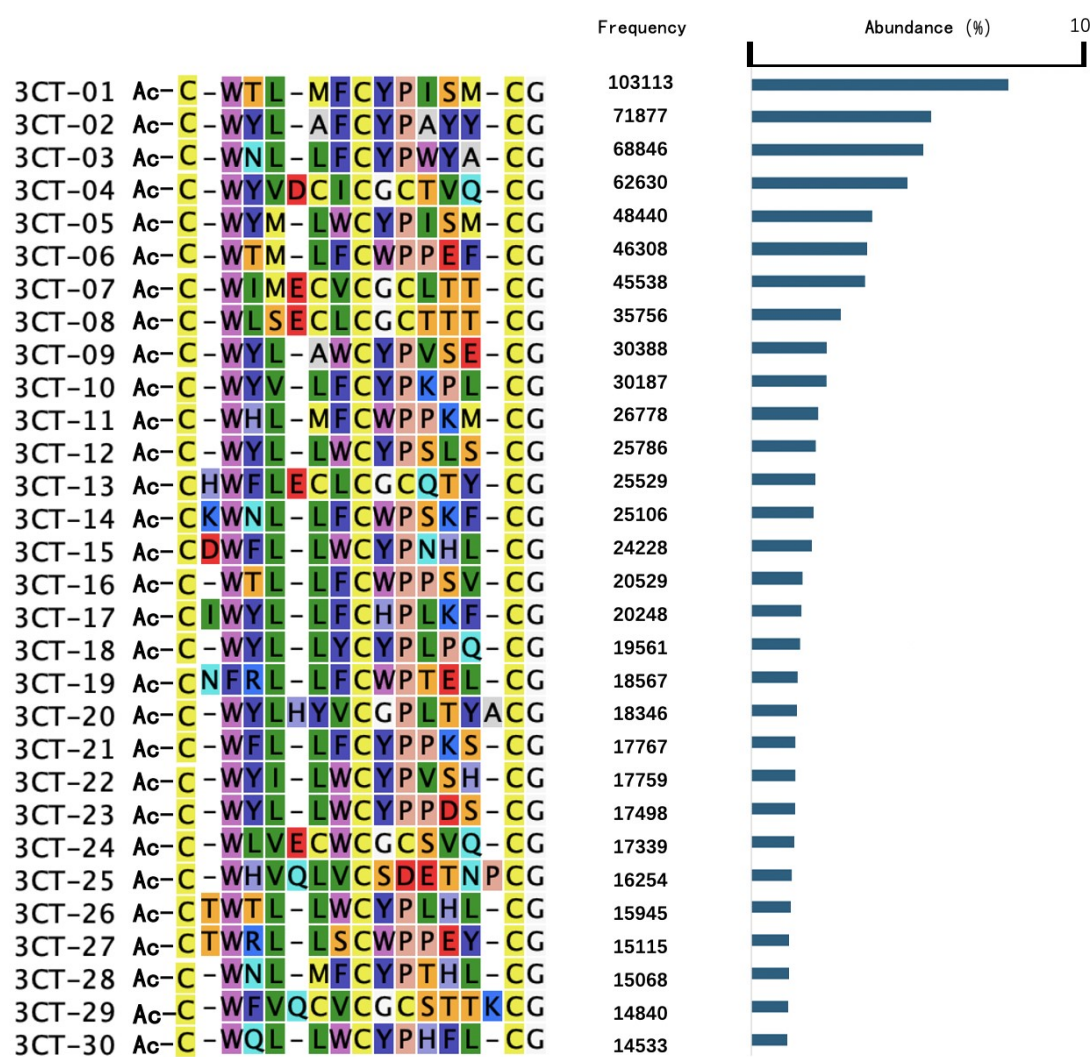 Frequency Abundance (%) 10
3CT-01 Ac-C-WTL-MFCYPISM-CG 103113
3CT-02 Ac-C-WYL-AFCYPAYY-CG 71877
3CT-03 Ac-C-WNL-LFCYPWYA-CG 68846
3CT-04 Ac-C-WYVDCICGCTVQ-CG 62630
3CT-05 Ac-C-WYM-LWCYPISM-CG 48440
3CT-06 Ac-C-WTM-LFCWPPEF-CG 46308
3CT-07 Ac-C-WIMECVCGCLTT-CG 45538
3CT-08 Ac-C-WLSECLCGCTTT-CG 35756
3CT-09 Ac-C-WYL-AWCYPVSE-CG 30388
3CT-10 Ac-C-WYV-LFCYPKPL-CG 30187
3CT-11 Ac-C-WHL-MFCWPPKM-CG 26778
3CT-12 Ac-C-WYL-LWCYPSLS-CG 25786
3CT-13 Ac-CHWFLECLCGCQTY-CG 25529
3CT-14 Ac-CKWNL-LFCWPSKF-CG 25106
3CT-15 Ac-CDWFL-LWCYPNHL-CG 24228
3CT-16 Ac-C-WTL-LFCWPPSV-CG 20529
3CT-17 Ac-CIWYL-LFCHPLKF-CG 20248
3CT-18 Ac-C-WYL-LYCYPLPQ-CG 19561
3CT-19 Ac-CNFRL-LFCWPTEL-CG 18567
3CT-20 Ac-C-WYLHYVCGPLTYACG 18346
3CT-21 Ac-C-WFL-LFCYPPKS-CG 17767
3CT-22 Ac-C-WYI-LWCYPVSH-CG 17759
3CT-23 Ac-C-WYL-LWCYPPDS-CG 17498
3CT-24 Ac-C-WLVECWCGCSVQ-CG 17339
3CT-25 Ac-C-WHVQLVCSDETNPCG 16254
3CT-26 Ac-CTWTL-LWCYPLHL-CG 15945
3CT-27 Ac-CTWRL-LSCWPPEY-CG 15115
3CT-28 Ac-C-WNL-MFCYPTHL-CG 15068
3CT-29 Ac-C-WFVQCVCGCSTTKCG 14840
3CT-30 Ac-C-WQL-LWCYPHFL-CG 14533